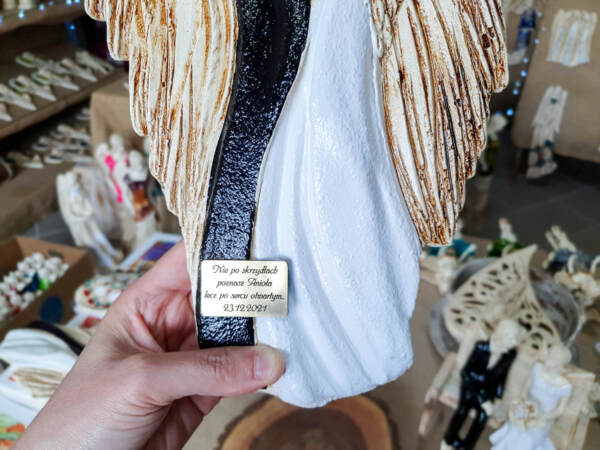 Nie po skrzydłach
poznasz Anioła
lecz po sercu otwartym..
23.12.2021